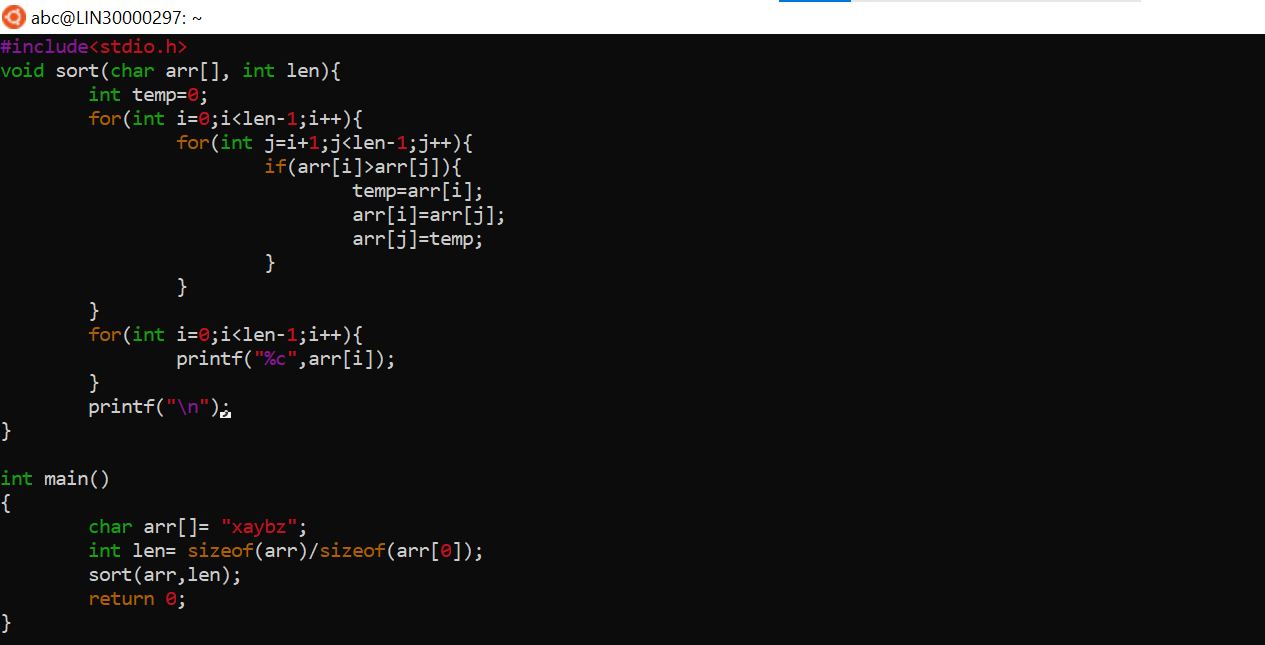 abc@LIN30000297: ~
#include<stdio.h>
void sort(char arr[], int len){
        int temp=0;
        for(int i=0;i<len-1;i++){
                for(int j=i+1;j<len-1;j++){
                        if(arr[i]>arr[j]){
                                temp=arr[i];
                                arr[i]=arr[j];
                                arr[j]=temp;
                        }
                }
        }
        for(int i=0;i<len-1;i++){
                printf("%c",arr[i]);
        }
        printf("\n");
}

int main()
{
        char arr[]= "xaybz";
        int len= sizeof(arr)/sizeof(arr[0]);
        sort(arr,len);
        return 0;
}